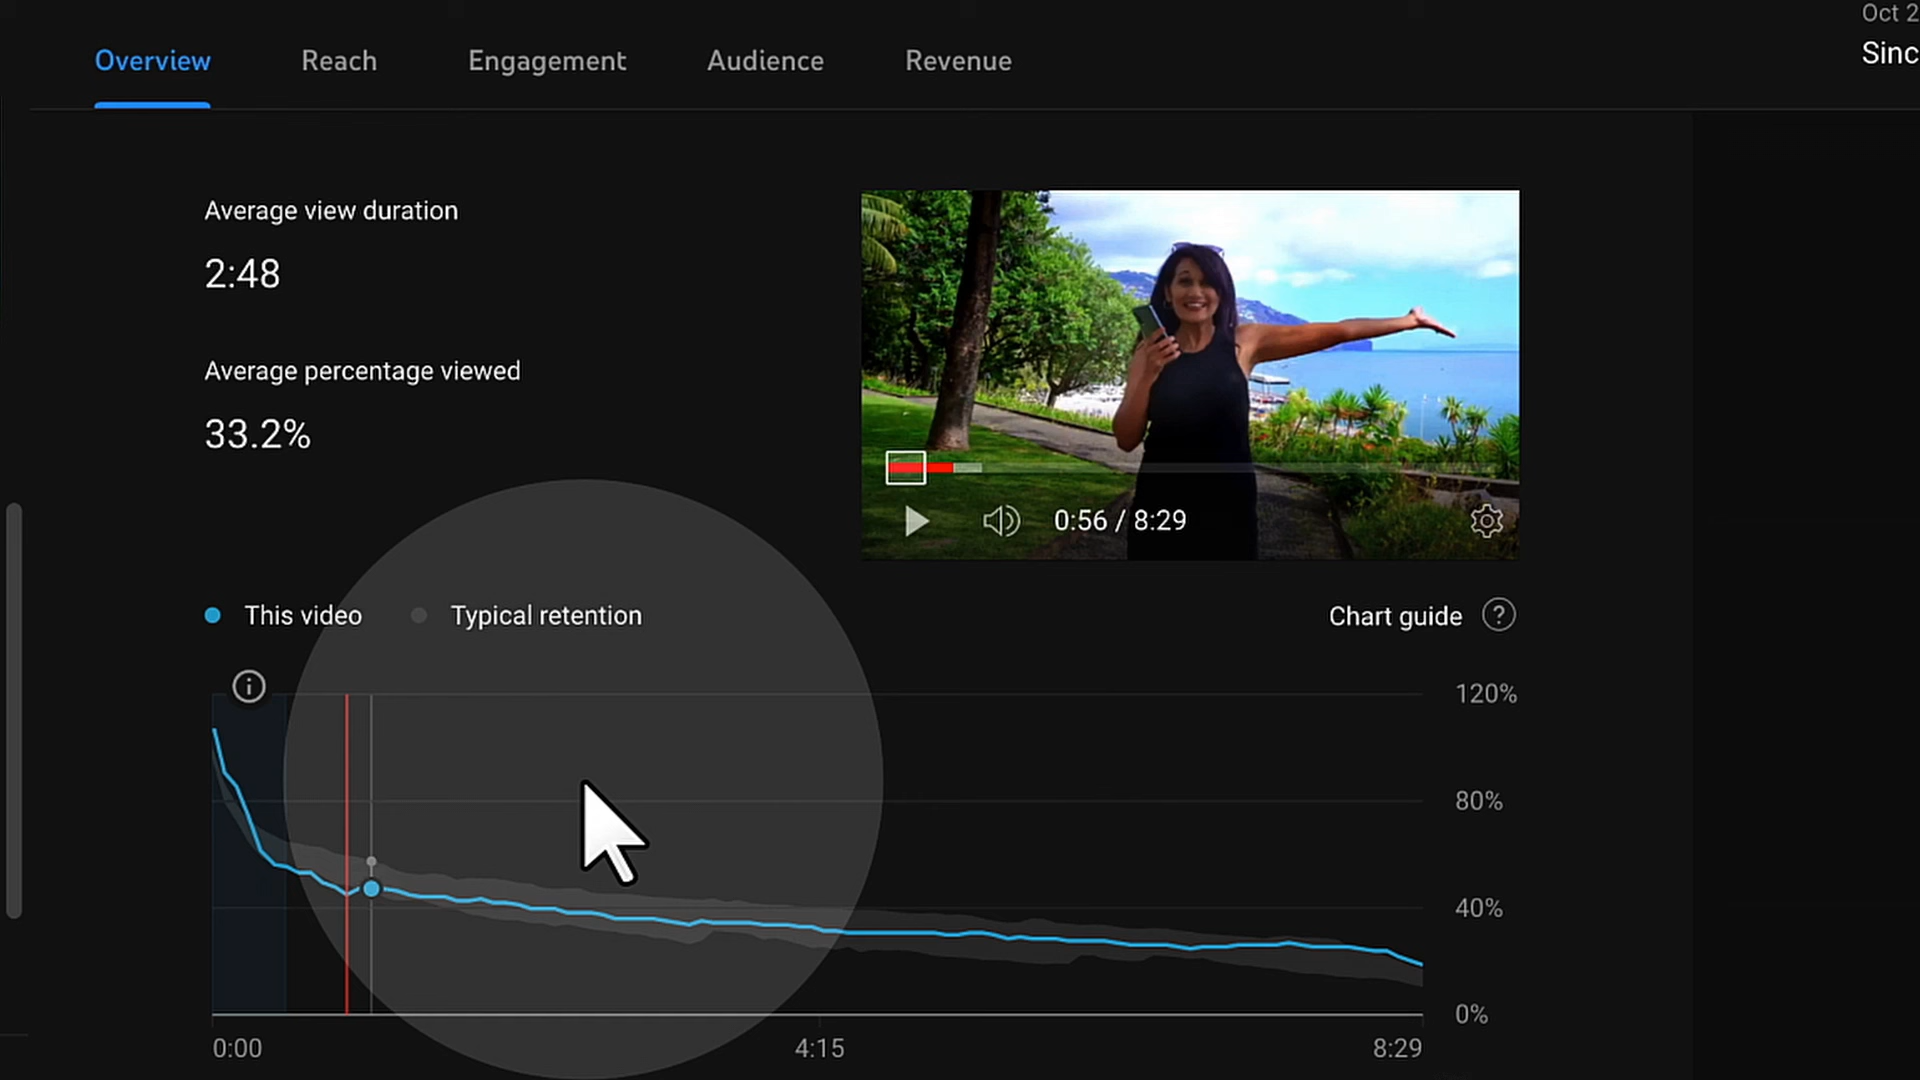 Oct 2
Overview Reach Engagement Audience Revenue
Sinc
Average view duration
2:48
Average percentage viewed
33.2%
0:56 / 8:29
This video Typical retention
Chart guide ?
120%
80%
40%
0%
0:00 4:15 8:29